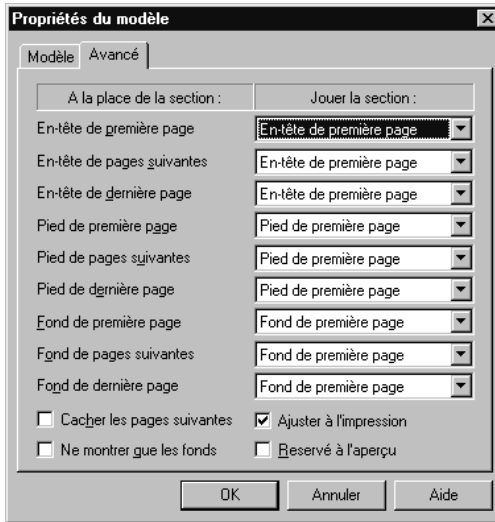 Propriétés du modèle
Modèle Avancé
A la place de la section : Jouer la section :
En-tête de première page En-tête de première page
En-tête de pages suivantes En-tête de première page
En-tête de dernière page En-tête de première page
Pied de première page Pied de première page
Pied de pages suivantes Pied de première page
Pied de dernière page Pied de première page
Fond de première page Fond de première page
Fond de pages suivantes Fond de première page
Fond de dernière page Fond de première page
Cacher les pages suivantes Ajuster à l'impression
Ne montrer que les fonds Reservé à l'aperçu
OK Annuler Aide